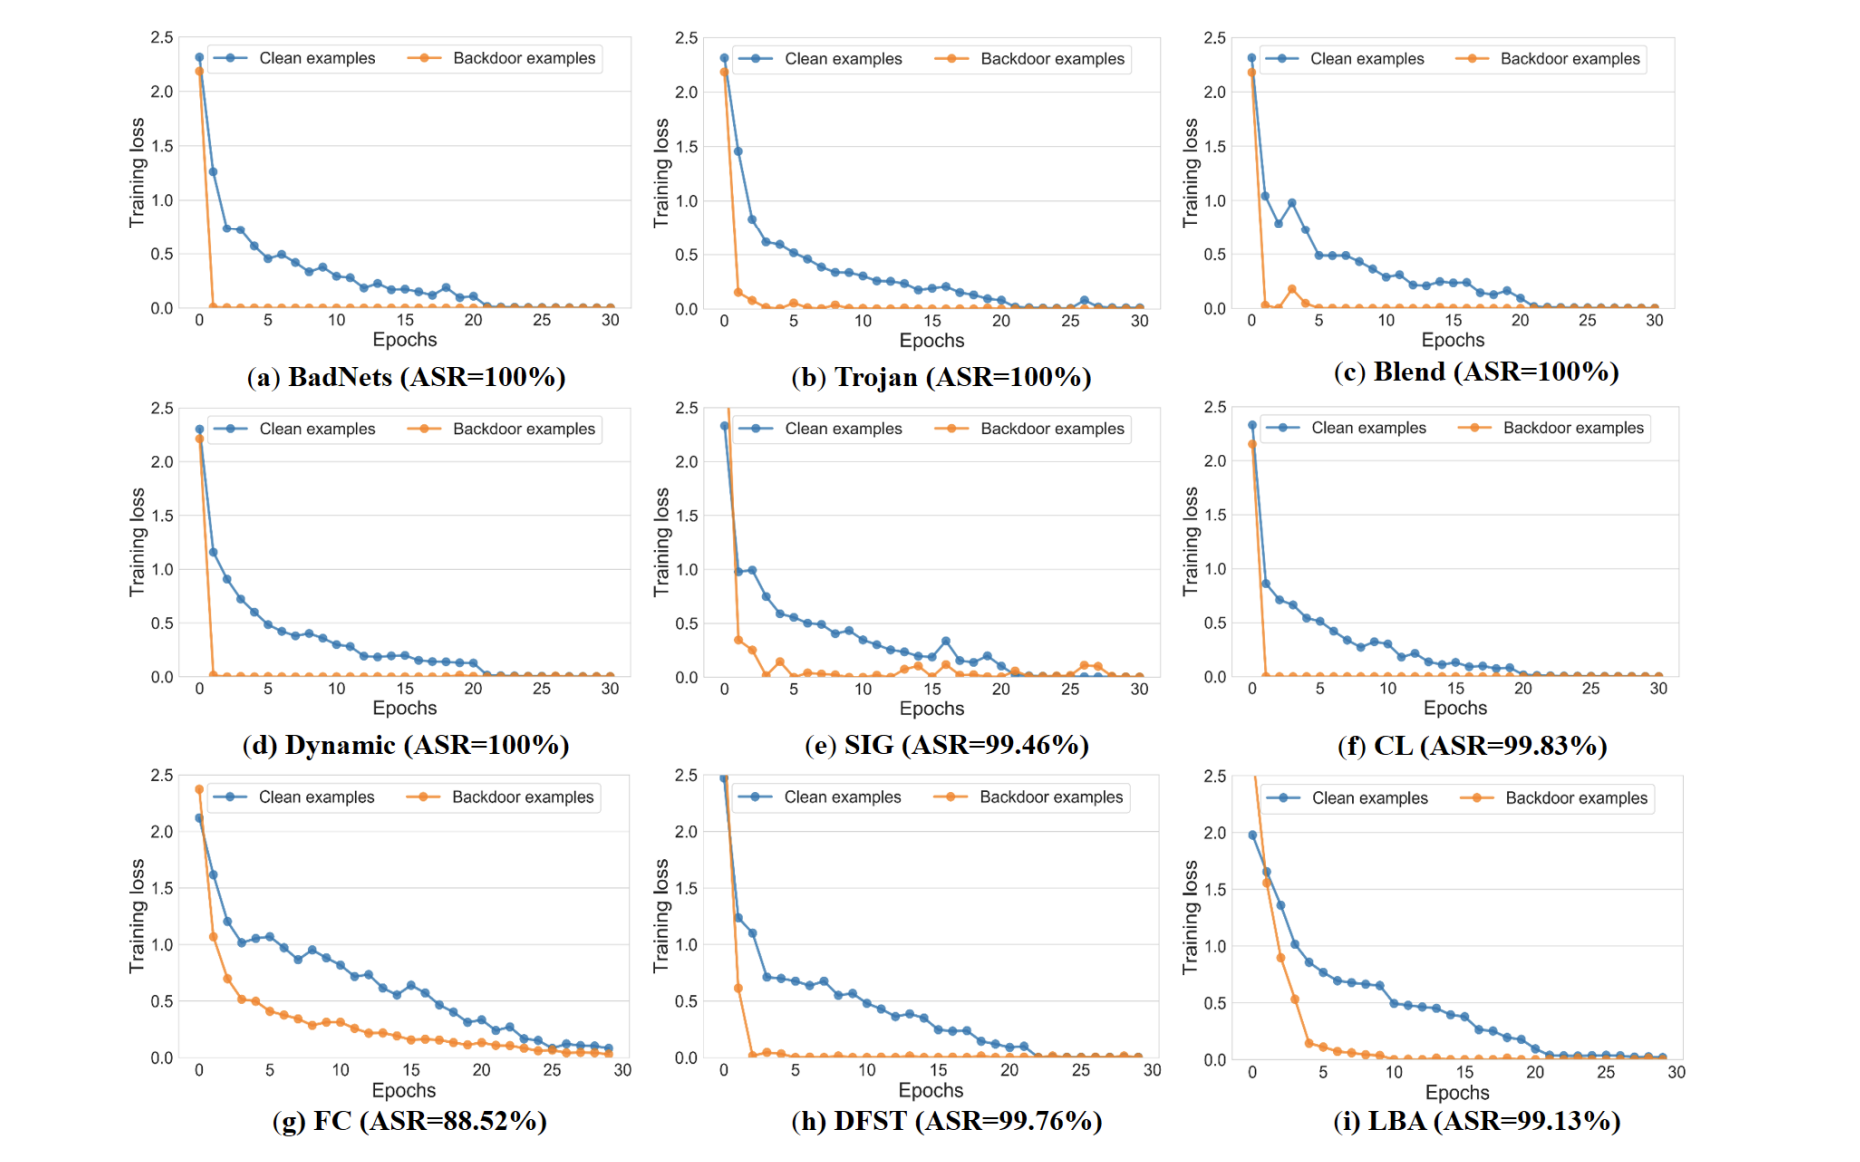 2.5
2.0
1.5
1.0
0.5
0.0
Training loss
Clean examples
Backdoor examples
0 5 10 15 20 25 30
Epochs
(a) BadNets (ASR=100%)
2.5
2.0
1.5
1.0
0.5
0.0
Training loss
Clean examples
Backdoor examples
0 5 10 15 20 25 30
Epochs
(b) Trojan (ASR=100%)
2.5
2.0
1.5
1.0
0.5
0.0
Training loss
Clean examples
Backdoor examples
0 5 10 15 20 25 30
Epochs
(c) Blend (ASR=100%)
2.5
2.0
1.5
1.0
0.5
0.0
Training loss
Clean examples
Backdoor examples
0 5 10 15 20 25 30
Epochs
(d) Dynamic (ASR=100%)
2.5
2.0
1.5
1.0
0.5
0.0
Training loss
Clean examples
Backdoor examples
0 5 10 15 20 25 30
Epochs
(e) SIG (ASR=99.46%)
2.5
2.0
1.5
1.0
0.5
0.0
Training loss
Clean examples
Backdoor examples
0 5 10 15 20 25 30
Epochs
(f) CL (ASR=99.83%)
2.5
2.0
1.5
1.0
0.5
0.0
Training loss
Clean examples
Backdoor examples
0 5 10 15 20 25 30
Epochs
(g) FC (ASR=88.52%)
2.5
2.0
1.5
1.0
0.5
0.0
Training loss
Clean examples
Backdoor examples
0 5 10 15 20 25 30
Epochs
(h) DFST (ASR=99.76%)
2.5
2.0
1.5
1.0
0.5
0.0
Training loss
Clean examples
Backdoor examples
0 5 10 15 20 25 30
Epochs
(i) LBA (ASR=99.13%)